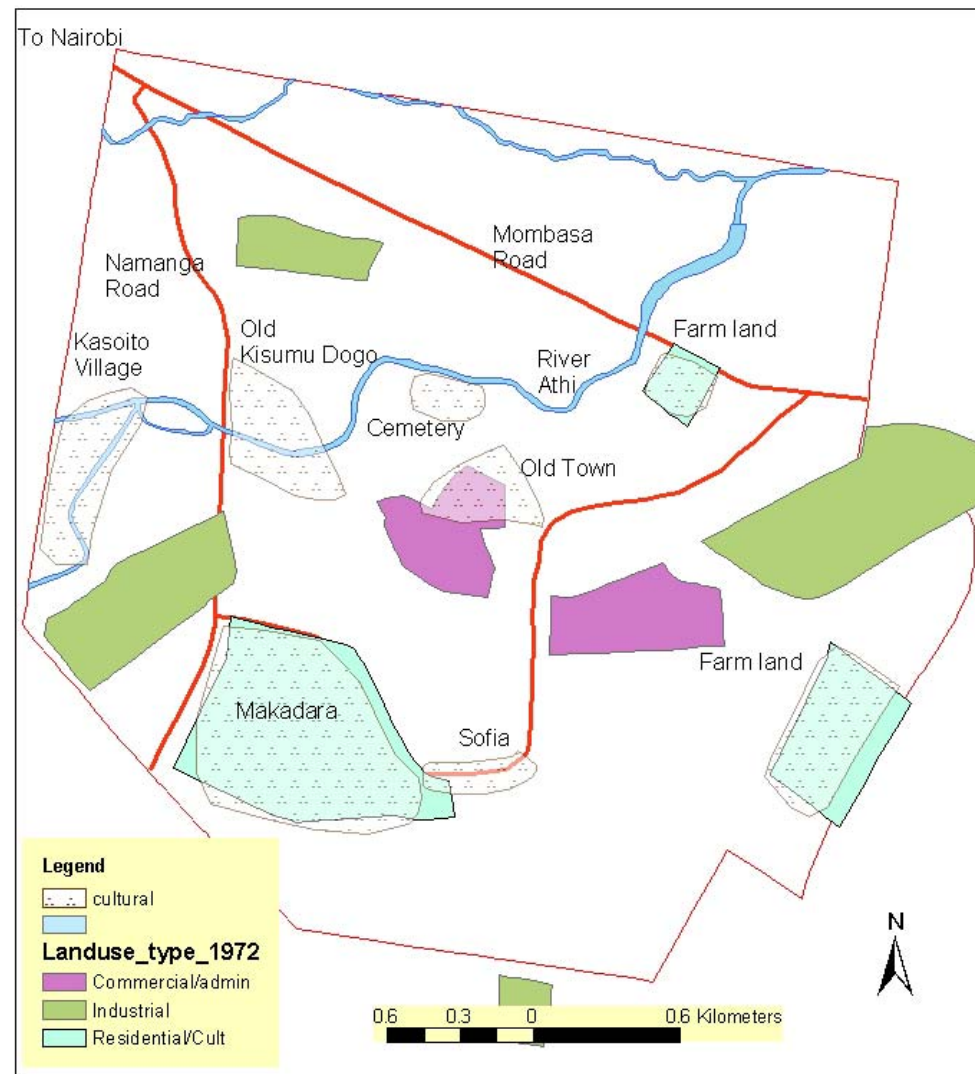 To Nairobi
Mombasa
Road
Namanga
Road
Farm land
Old
Kisumu Dogo
Kasoito
Village
River
Athi
Cemetery
Old Town
Farm land
Makadara
Sofia
Legend
cultural
Landuse_type_1972
Commercial/admin
Industrial
Residential/Cult
N
0.6 0.3 0 0.6 Kilometers